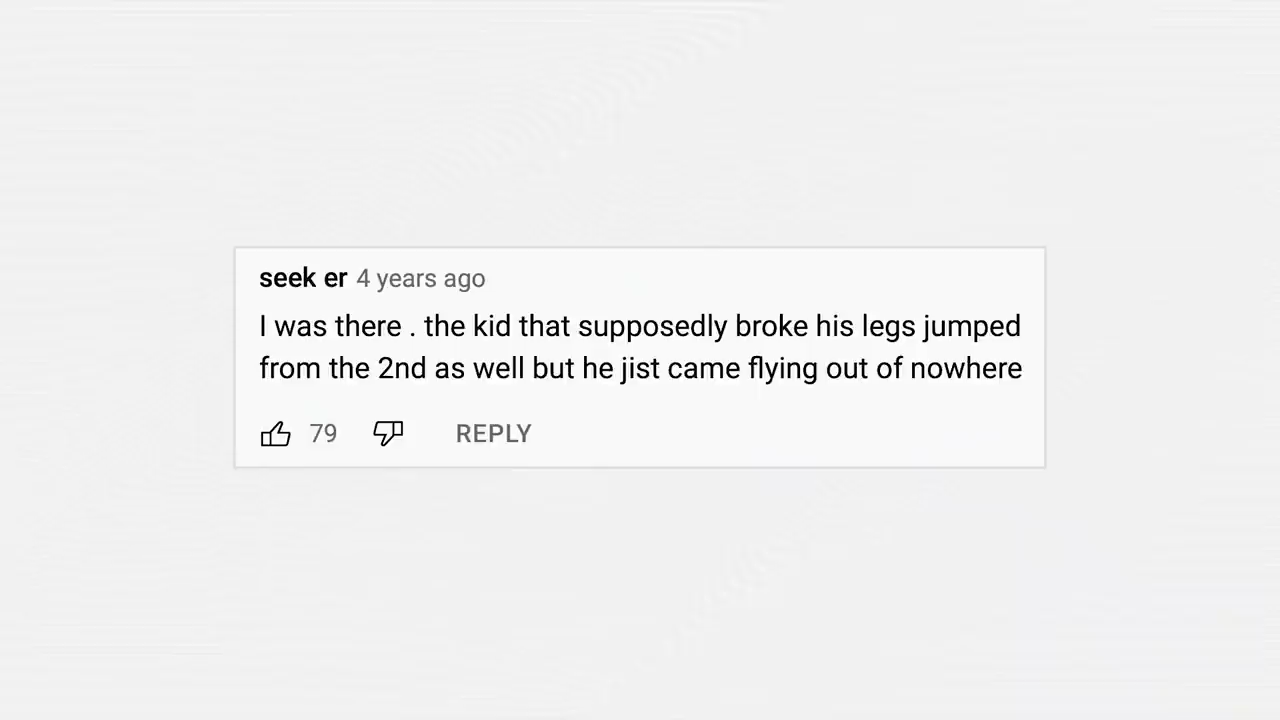 seek er 4 years ago
I was there . the kid that supposedly broke his legs jumped
from the 2nd as well but he jist came flying out of nowhere
79 REPLY